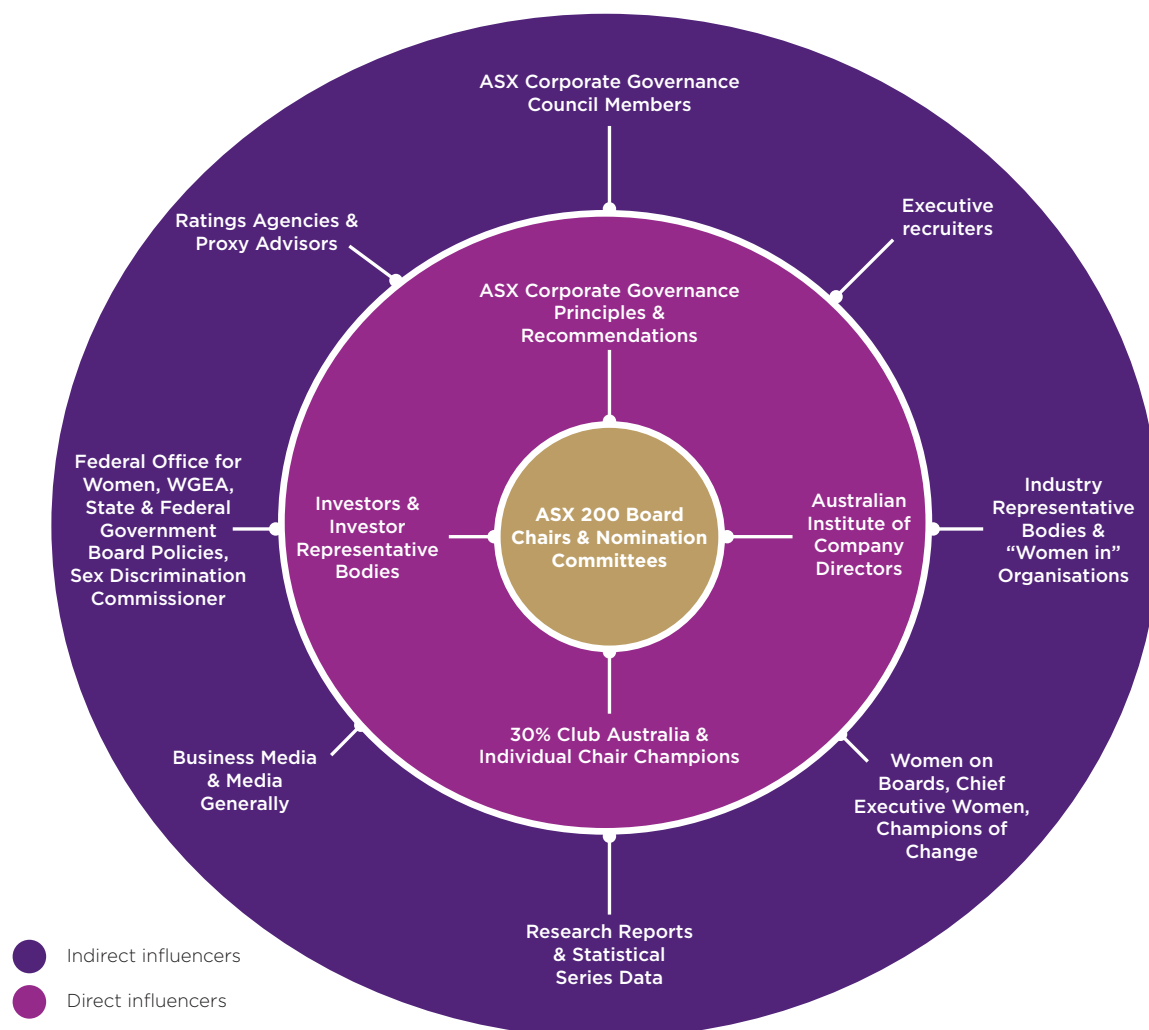 ASX Corporate Governance
Council Members
Ratings Agencies &
Proxy Advisors
Executive
recruiters
ASX Corporate Governance
Principles &
Recommendations
Federal Office for
Women, WGEA,
State & Federal
Government
Board Policies,
Sex Discrimination
Commissioner
Investors &
Investor
Representative
Bodies
ASX 200 Board
Chairs & Nomination
Committees
Australian
Institute of
Company
Directors
Industry
Representative
Bodies &
“Women in”
Organisations
30% Club Australia &
Individual Chair Champions
Business Media
& Media
Generally
Women on
Boards, Chief
Executive Women,
Champions of
Change
Research Reports
& Statistical
Series Data
Indirect influencers
Direct influencers